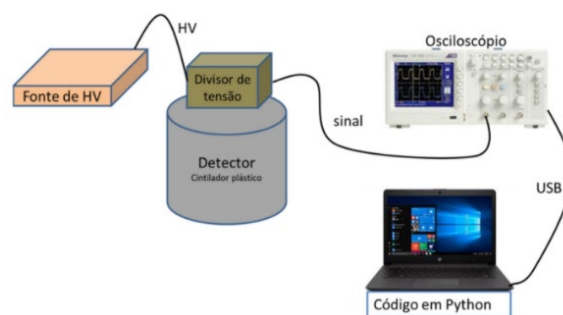 HV
Fonte de HV
Divisor de
tensão
Detector
Cintilador plástico
sinal
Osciloscópio
USB
Código em Python